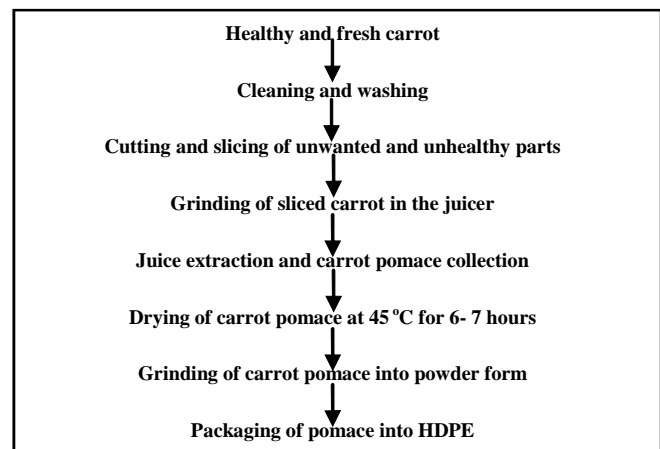 Healthy and fresh carrot
Cleaning and washing
Cutting and slicing of unwanted and unhealthy parts
Grinding of sliced carrot in the juicer
Juice extraction and carrot pomace collection
Drying of carrot pomace at 45 °C for 6- 7 hours
Grinding of carrot pomace into powder form
Packaging of pomace into HDPE